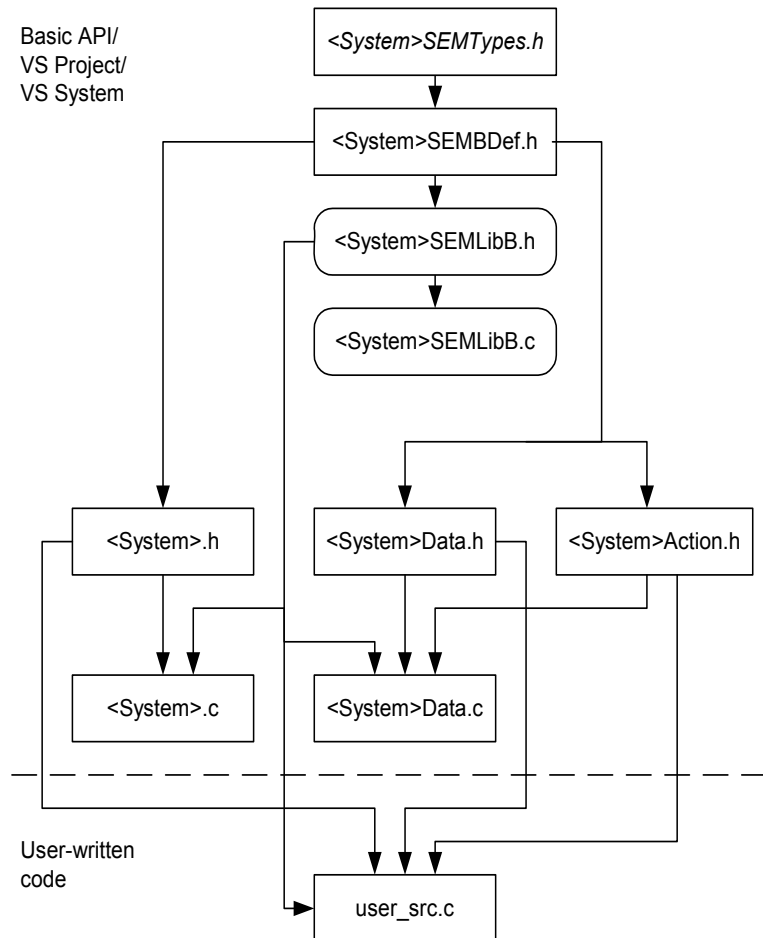 Basic API/
VS Project/
VS System
<System>SEMTypes.h
<System>SEMBDef.h
<System>SEMLibB.h
<System>SEMLibB.c
<System>.h
<System>Data.h
<System>Action.h
<System>.c
<System>Data.c
User-written
code
user_src.c